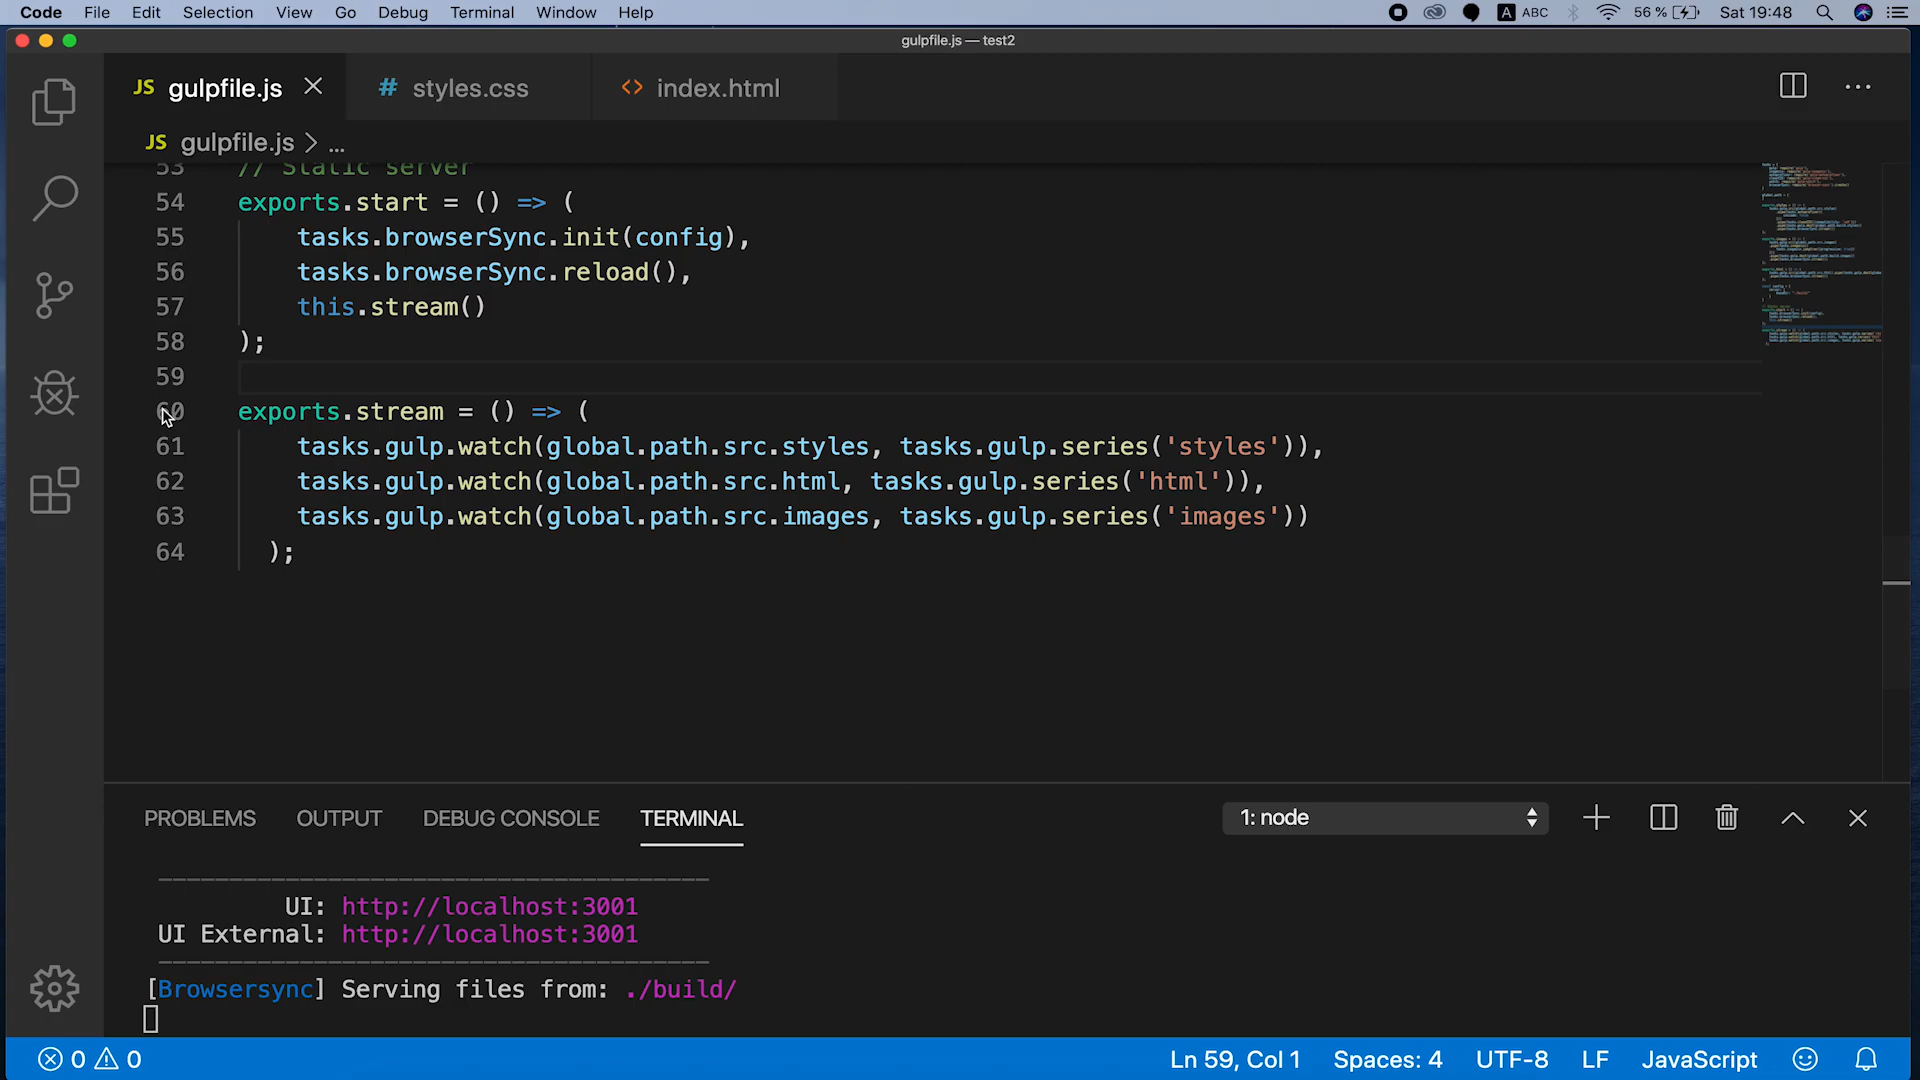 Code File Edit Selection View Go Debug Terminal Window Help A ABC 56 % Sat 19:48
gulpfile.js — test2
JS gulpfile.js # styles.css <> index.html
JS gulpfile.js > ...
53 // Static server
54 exports.start = () => (
55 tasks.browserSync.init(config),
56 tasks.browserSync.reload(),
57 this.stream()
58 );
59
60 exports.stream = () => (
61 tasks.gulp.watch(global.path.src.styles, tasks.gulp.series('styles')),
62 tasks.gulp.watch(global.path.src.html, tasks.gulp.series('html')),
63 tasks.gulp.watch(global.path.src.images, tasks.gulp.series('images'))
64 );
PROBLEMS OUTPUT DEBUG CONSOLE TERMINAL 1: node
UI: http://localhost:3001
UI External: http://localhost:3001
[Browsersync] Serving files from: ./build/
0 0 Ln 59, Col 1 Spaces: 4 UTF-8 LF JavaScript